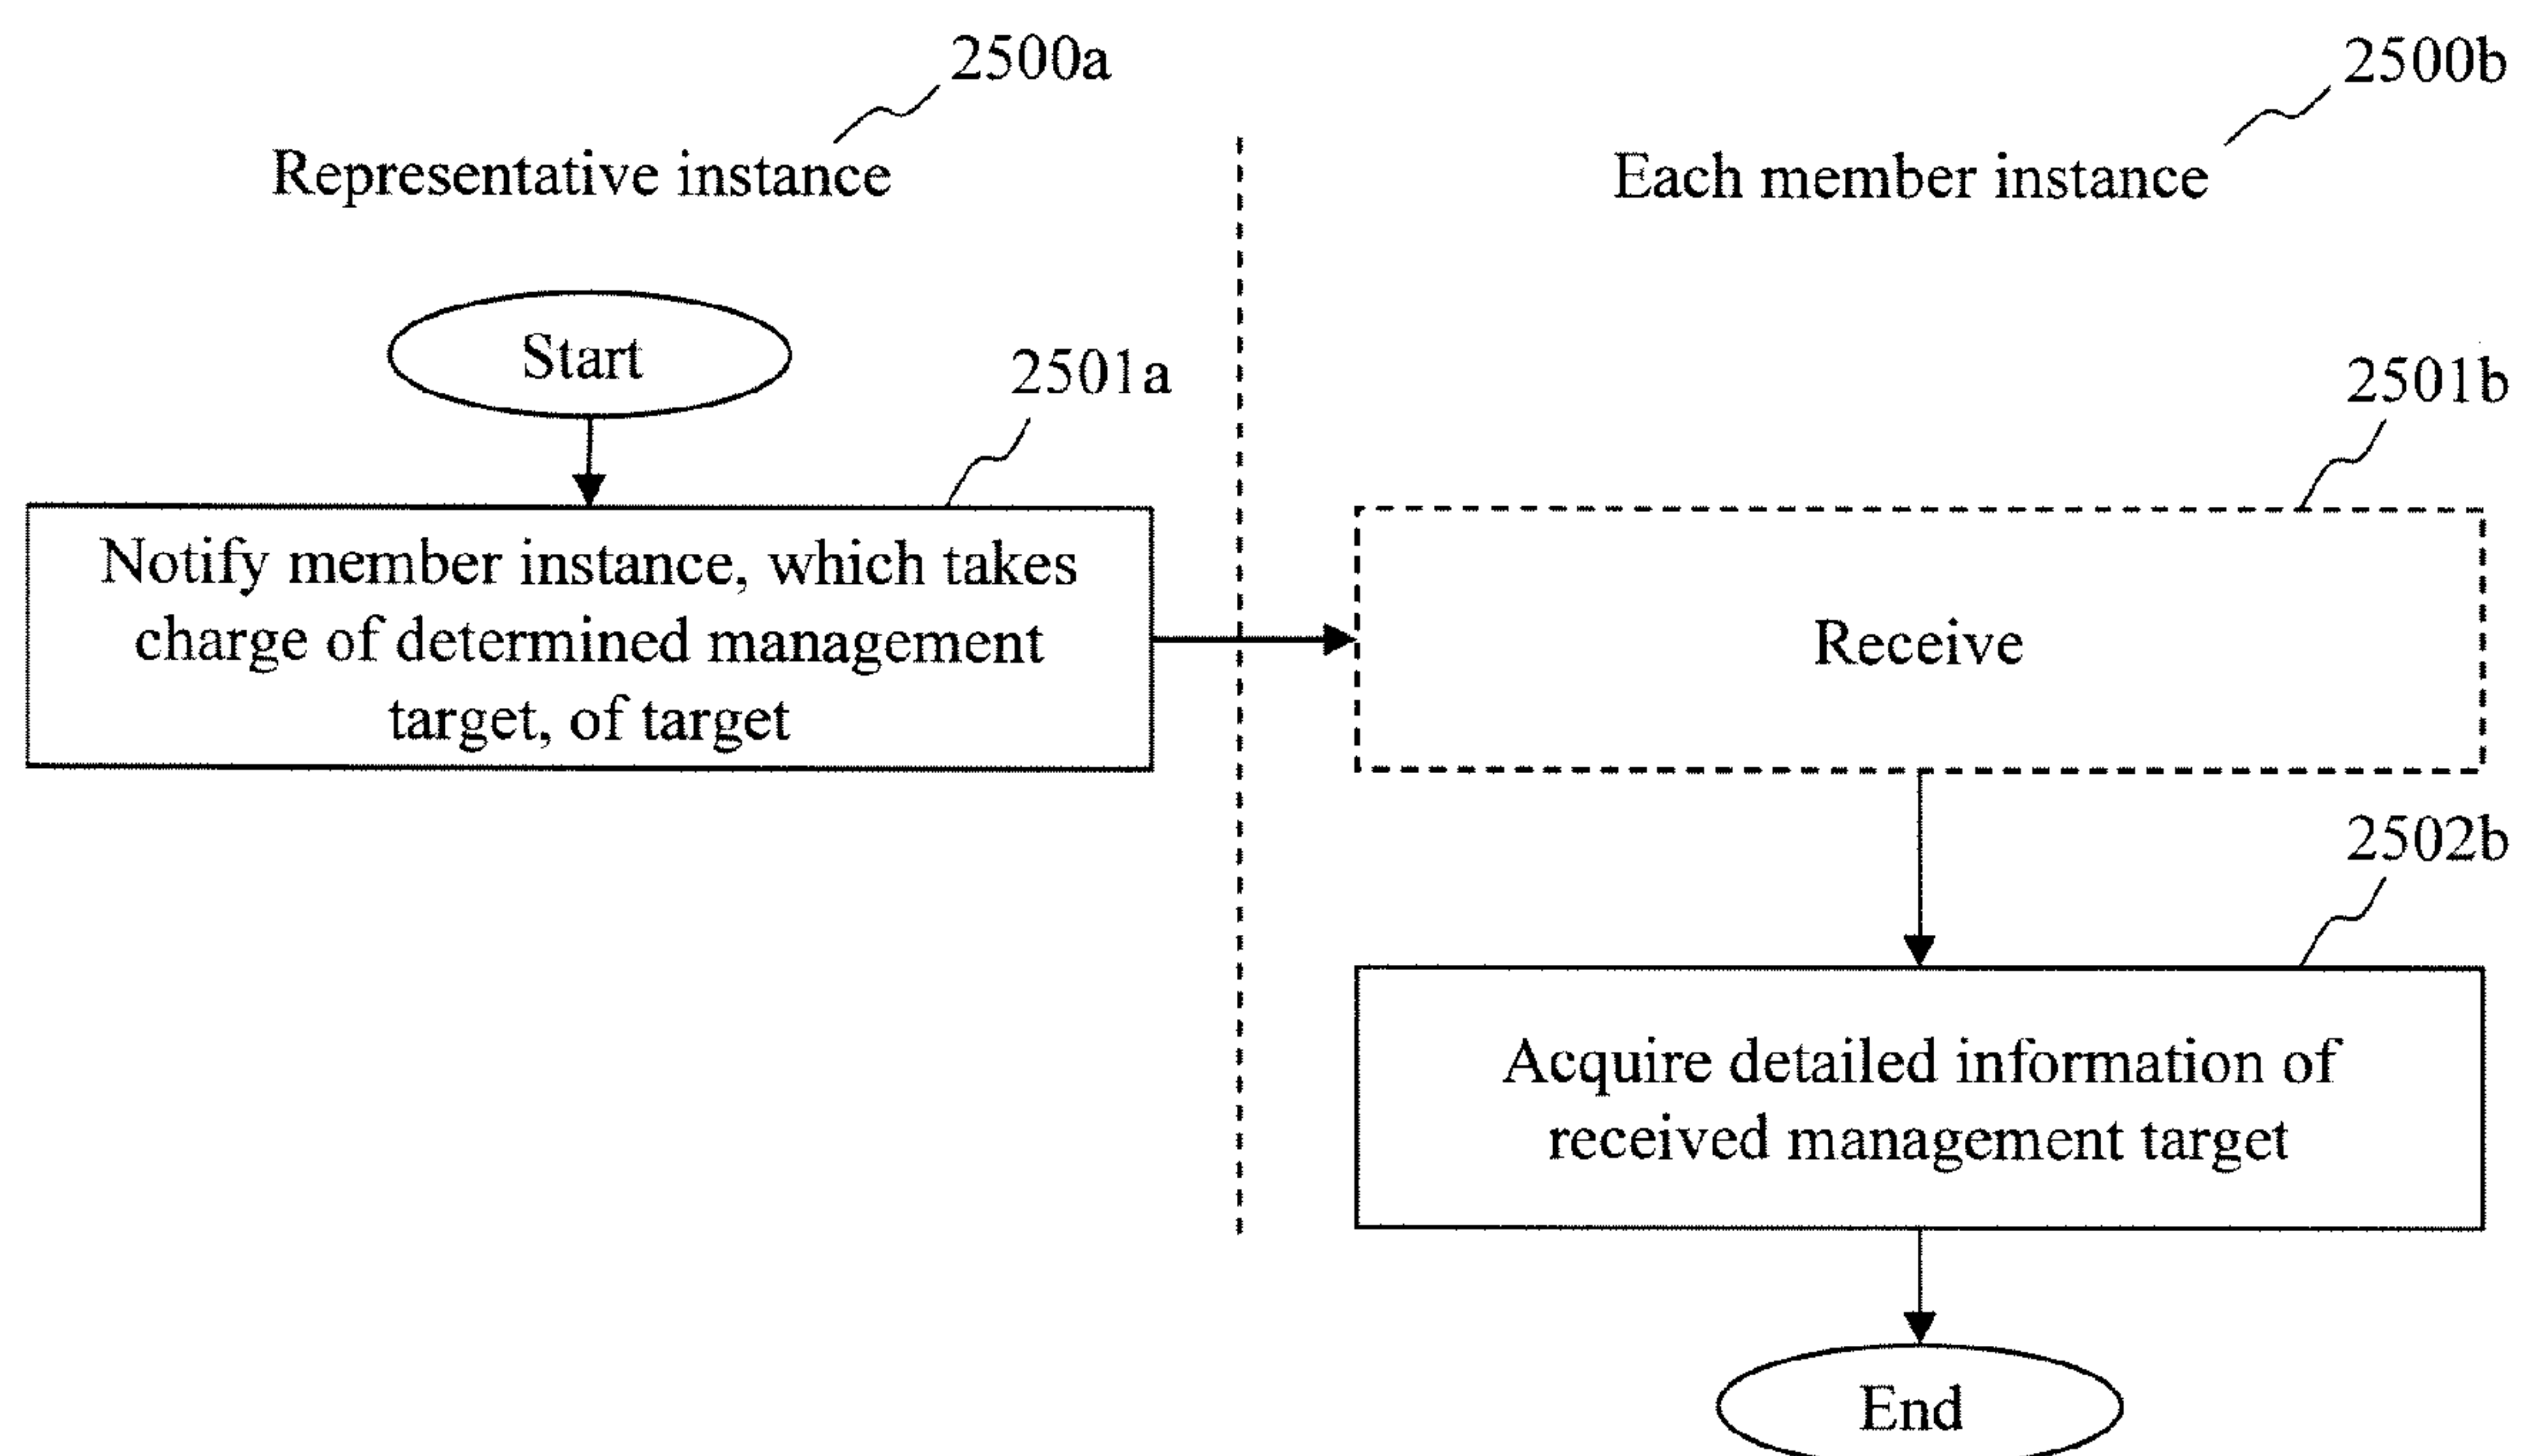 2500a
2500b
Representative instance
Each member instance
Start
2501a
2501b
Notify member instance, which takes
charge of determined management
target, of target
Receive
2502b
Acquire detailed information of
received management target
End